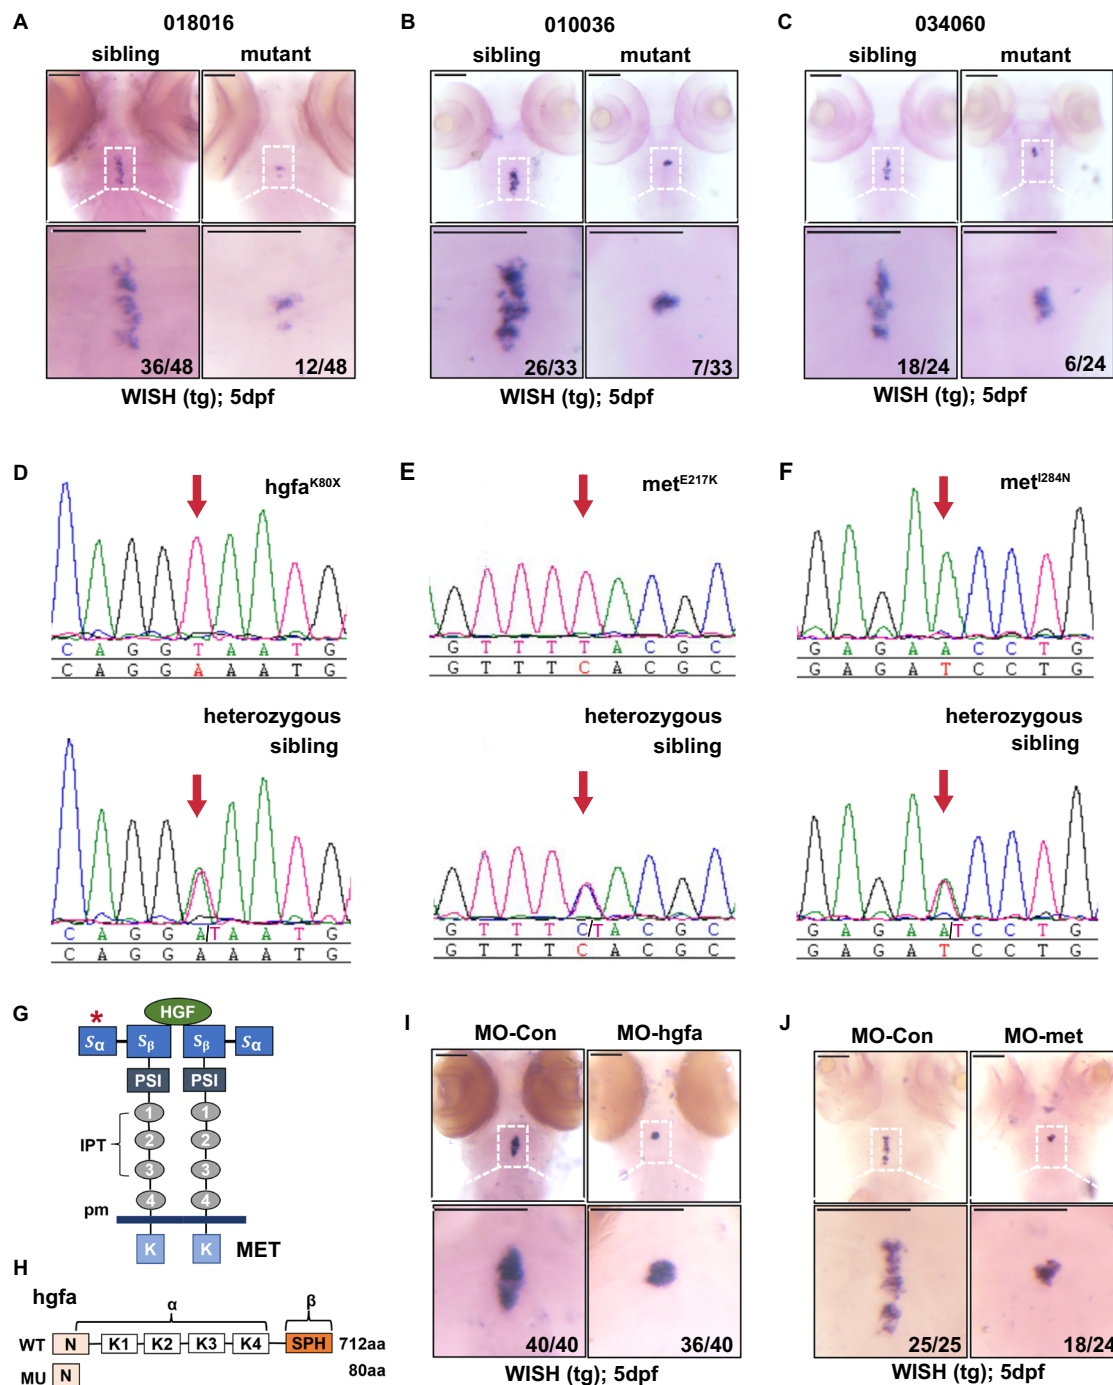 A
018016
sibling
mutant
36/48
12/48
WISH (tg); 5dpf
B
010036
sibling
mutant
26/33
7/33
WISH (tg); 5dpf
C
034060
sibling
mutant
18/24
6/24
WISH (tg); 5dpf
D
hgfaK80X
C A G G T A A T G
C A G G A A A T G
heterozygous
sibling
C A G G A/T A A T G
C A G G A A A T G
E
metE217K
G T T T T A C G C
G T T T C A C G C
heterozygous
sibling
G T T T C/T A C G C
G T T T C A C G C
F
metI284N
G A G A A C C T G
G A G A T C C T G
heterozygous
sibling
G A G A A/T C C T G
G A G A T C C T G
G
*
HGF
Sα
Sβ
Sβ
Sα
PSI
PSI
1
1
IPT
2
2
3
3
4
4
pm
K
K
MET
H
hgfa
α
β
WT
N
K1
K2
K3
K4
SPH
712aa
MU
N
80aa
I
MO-Con
MO-hgfa
40/40
36/40
WISH (tg); 5dpf
J
MO-Con
MO-met
25/25
18/24
WISH (tg); 5dpf